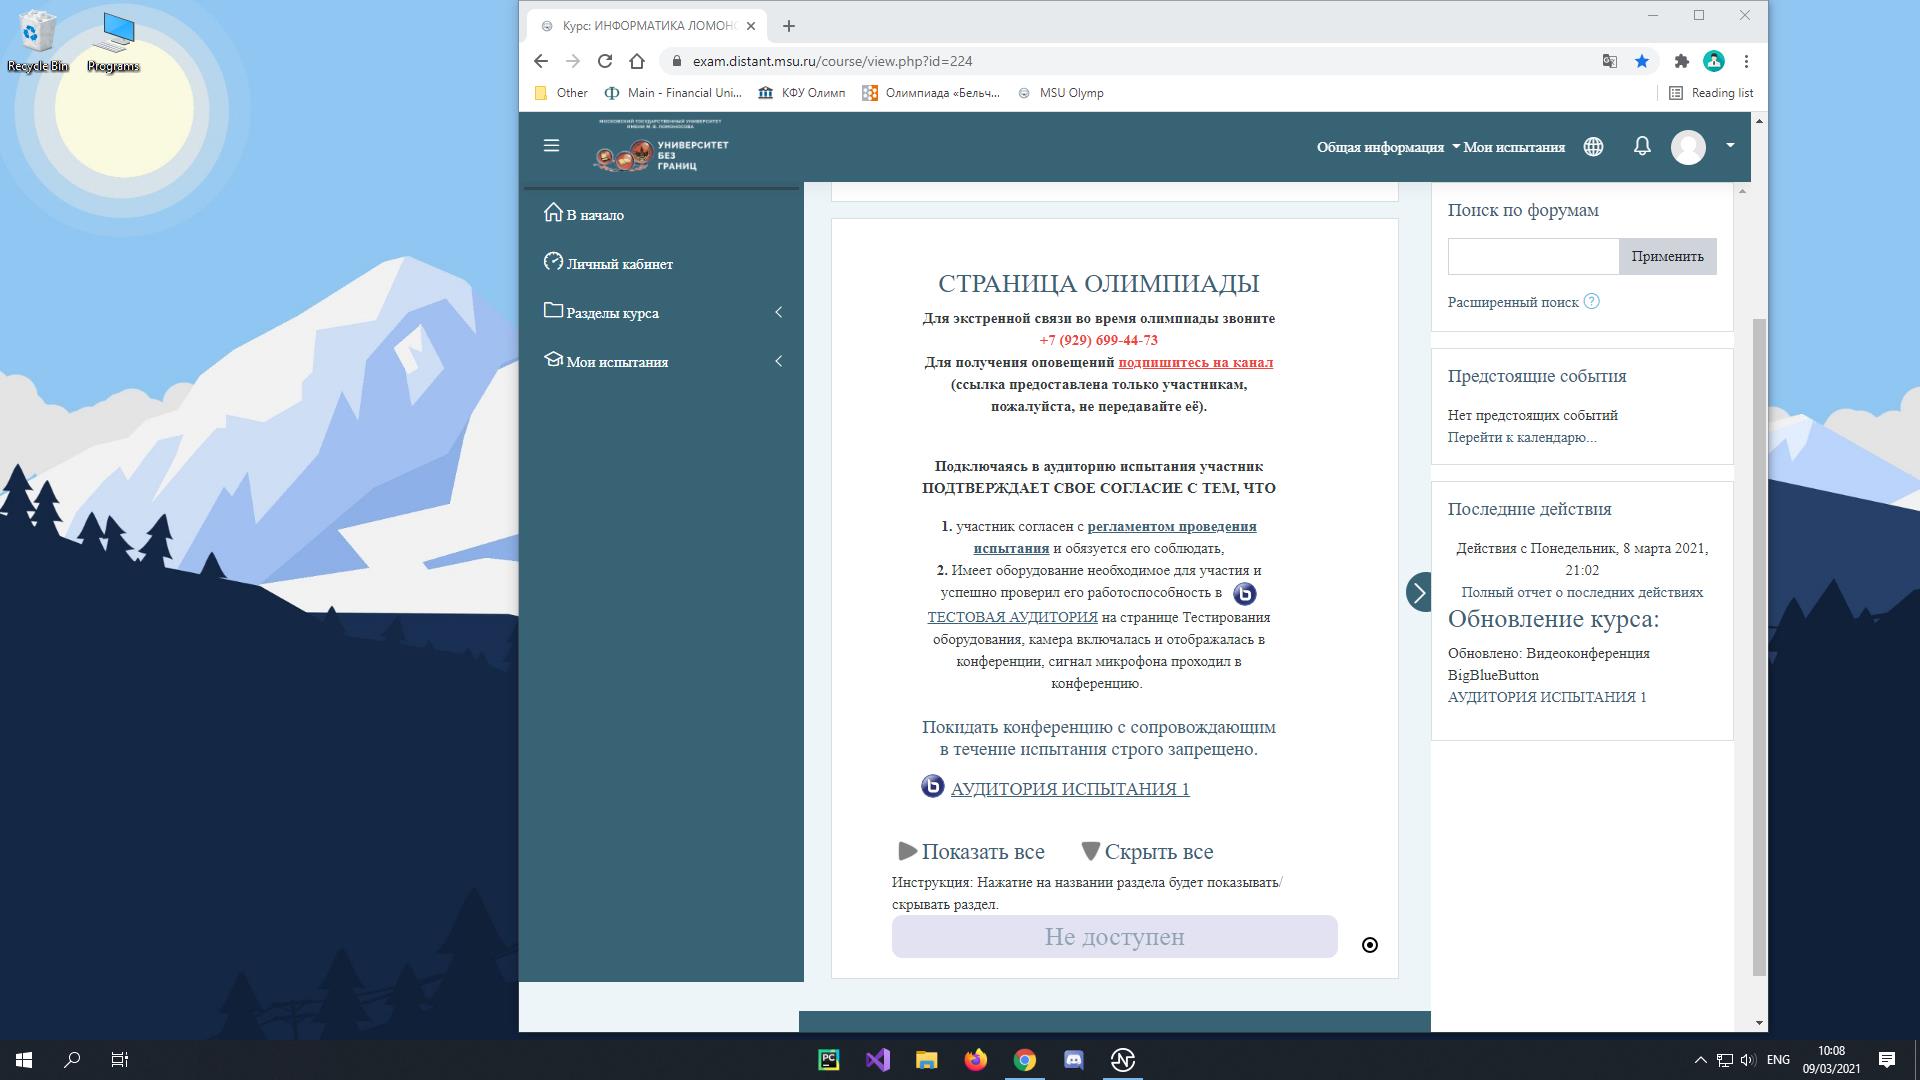 Recycle Bin
Programs
Курс: ИНФОРМАТИКА ЛОМОНО
exam.distant.msu.ru/course/view.php?id=224
Other
Main - Financial Uni...
КФУ Олимп
Олимпиада «Бельч...
MSU Olymp
Reading list
МОСКОВСКИЙ ГОСУДАРСТВЕННЫЙ УНИВЕРСИТЕТ
ИМЕНИ М. В. ЛОМОНОСОВА
УНИВЕРСИТЕТ
БЕЗ
ГРАНИЦ
Общая информация
Мои испытания
В начало
Личный кабинет
Разделы курса
Мои испытания
СТРАНИЦА ОЛИМПИАДЫ
Для экстренной связи во время олимпиады звоните
+7 (929) 699-44-73
Для получения оповещений подпишитесь на канал
(ссылка предоставлена только участникам,
пожалуйста, не передавайте её).
Подключаясь в аудиторию испытания участник
ПОДТВЕРЖДАЕТ СВОЕ СОГЛАСИЕ С ТЕМ, ЧТО
1. участник согласен с регламентом проведения
испытания и обязуется его соблюдать,
2. Имеет оборудование необходимое для участия и
успешно проверил его работоспособность в
ТЕСТОВАЯ АУДИТОРИЯ на странице Тестирования
оборудования, камера включалась и отображалась в
конференции, сигнал микрофона проходил в
конференцию.
Покидать конференцию с сопровождающим
в течение испытания строго запрещено.
АУДИТОРИЯ ИСПЫТАНИЯ 1
Показать все
Скрыть все
Инструкция: Нажатие на названии раздела будет показывать/
скрывать раздел.
Не доступен
Поиск по форумам
Применить
Расширенный поиск
Предстоящие события
Нет предстоящих событий
Перейти к календарю...
Последние действия
Действия с Понедельник, 8 марта 2021,
21:02
Полный отчет о последних действиях
Обновление курса:
Обновлено: Видеоконференция
BigBlueButton
АУДИТОРИЯ ИСПЫТАНИЯ 1
PC
ENG
10:08
09/03/2021